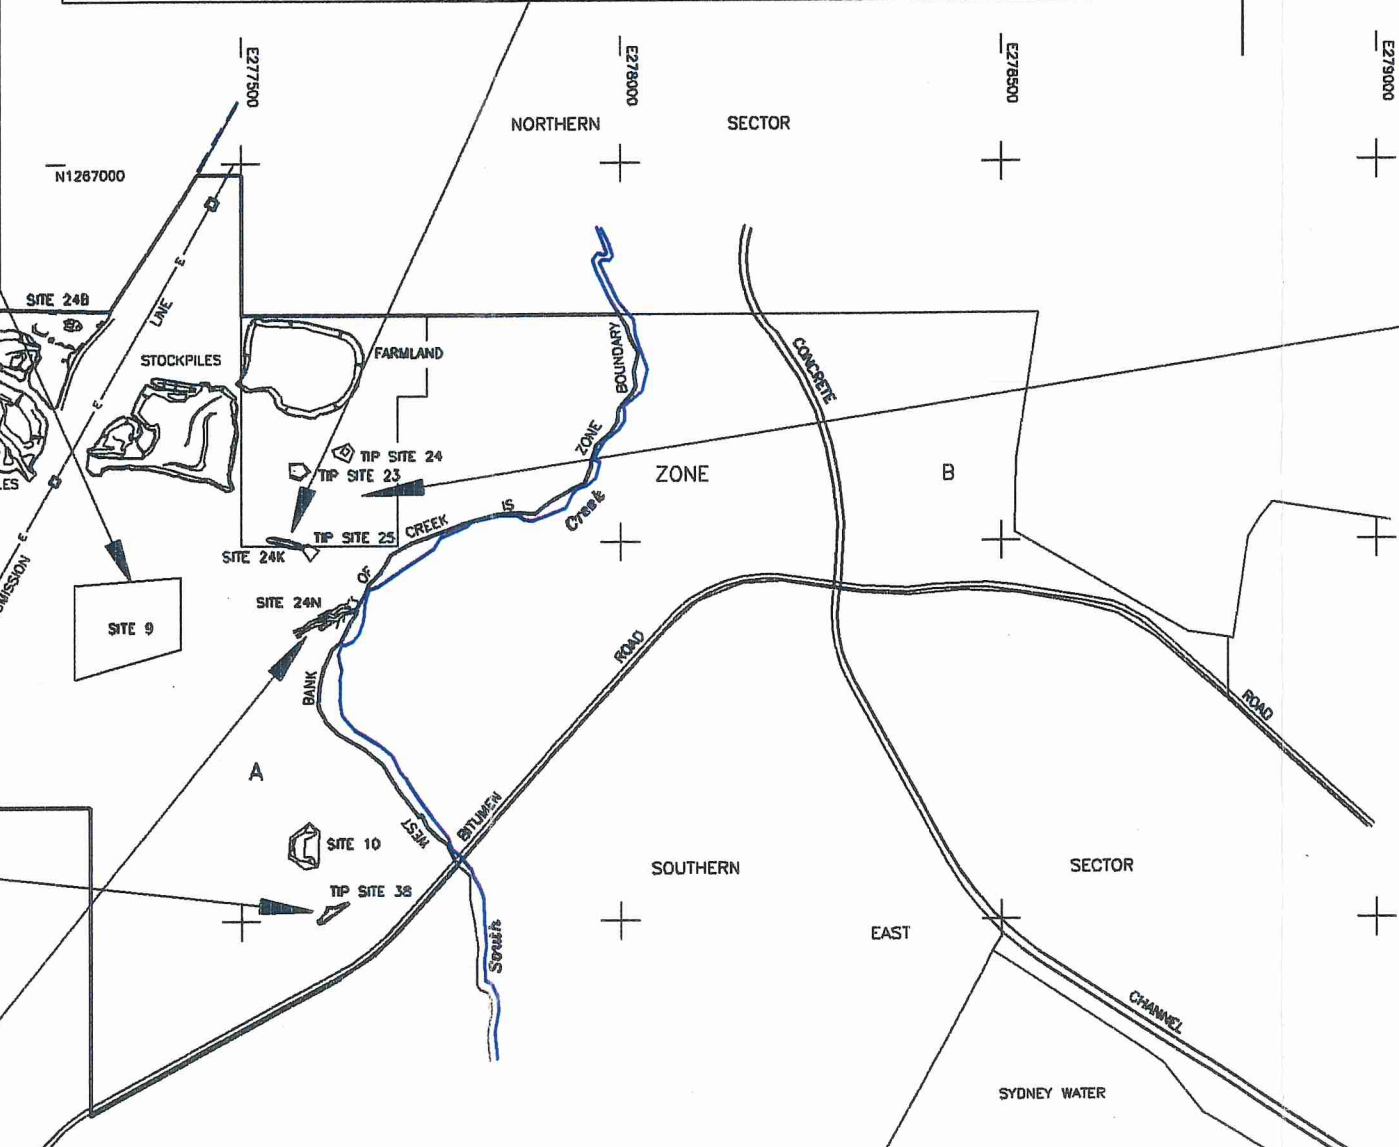 E277500
E278000
E278500
E279000
NORTHERN SECTOR
N1267000
SITE 24B
LINE
STOCKPILES
FARMLAND
BOUNDARY
CONCRETE
ZONE
TIP SITE 24
TIP SITE 23
ZONE B
IS
Creek
CREEK
TIP SITE 25
SITE 24K
OF
SITE 24N
SITE 9
ROAD
BANK
ROAD
A
BITUMEN
WEST
SITE 10
SOUTHERN SECTOR
TIP SITE 38
EAST
South
CHANNEL
SYDNEY WATER